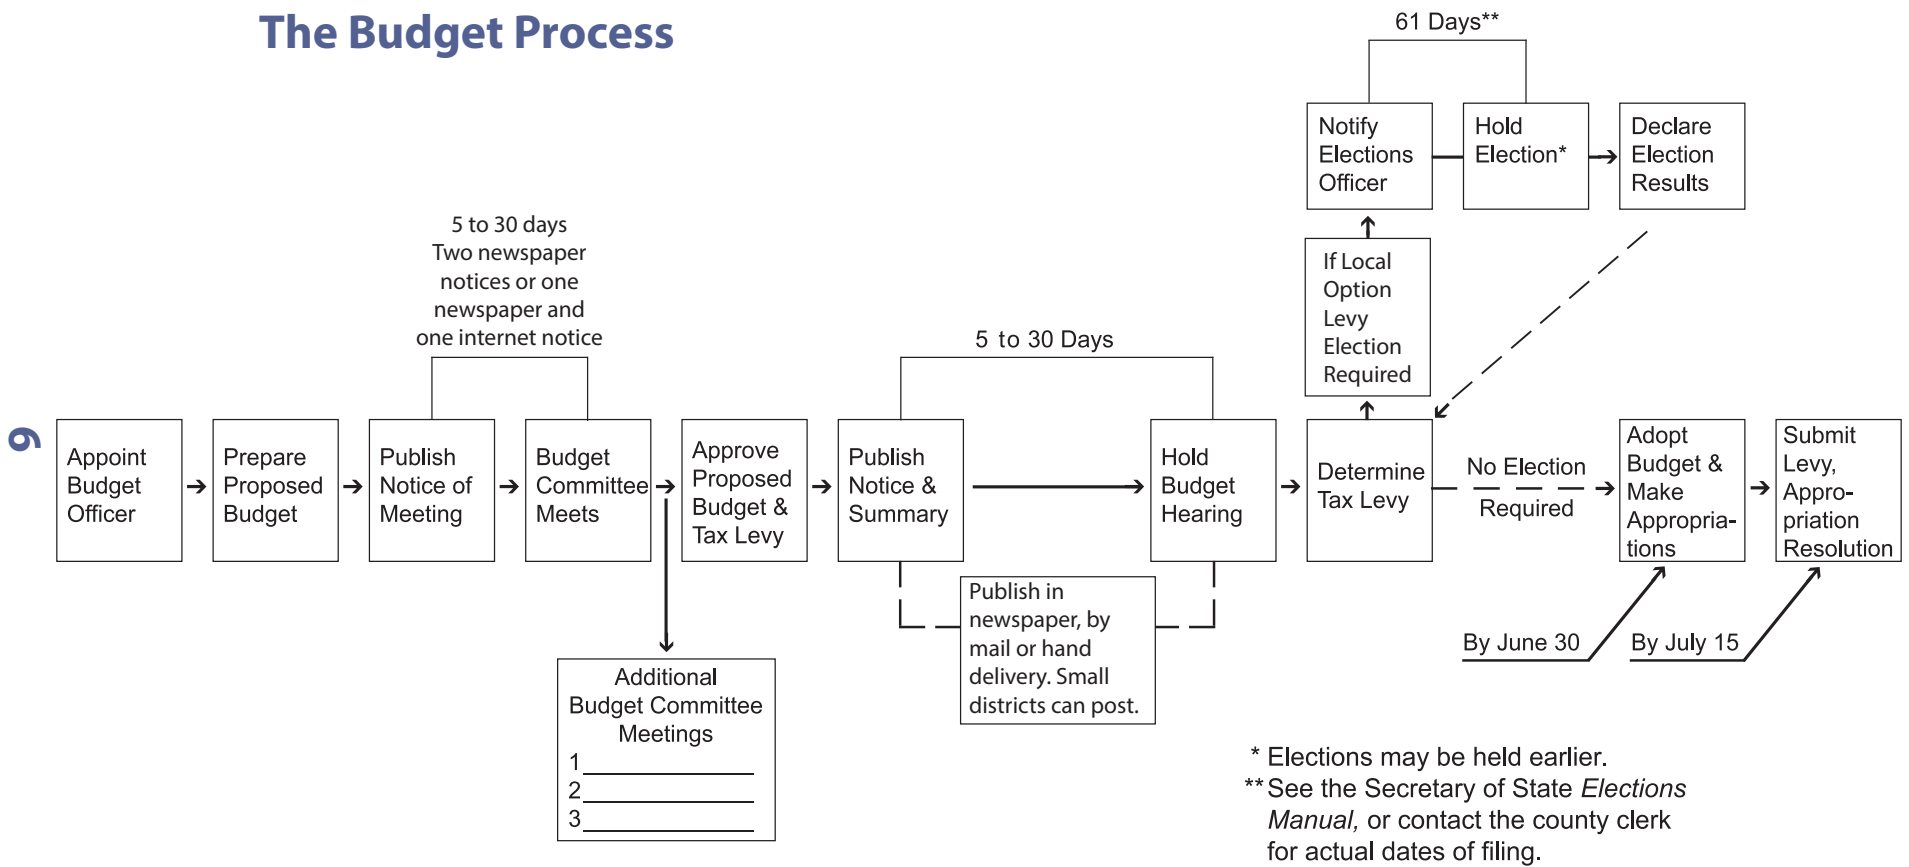 The Budget Process
61 Days**
Notify
Elections
Officer
Hold
Election*
Declare
Election
Results
5 to 30 days
Two newspaper
notices or one
newspaper and
one internet notice
If Local
Option
Levy
Election
Required
5 to 30 Days
9
Appoint
Budget
Officer
Prepare
Proposed
Budget
Publish
Notice of
Meeting
Budget
Committee
Meets
Approve
Proposed
Budget &
Tax Levy
Publish
Notice &
Summary
Hold
Budget
Hearing
Determine
Tax Levy
No Election
Required
Adopt
Budget &
Make
Appropria-
tions
Submit
Levy,
Appro-
priation
Resolution
Publish in
newspaper, by
mail or hand
delivery. Small
districts can post.
By June 30
By July 15
Additional
Budget Committee
Meetings
1
2
3
* Elections may be held earlier.
** See the Secretary of State Elections
Manual, or contact the county clerk
for actual dates of filing.